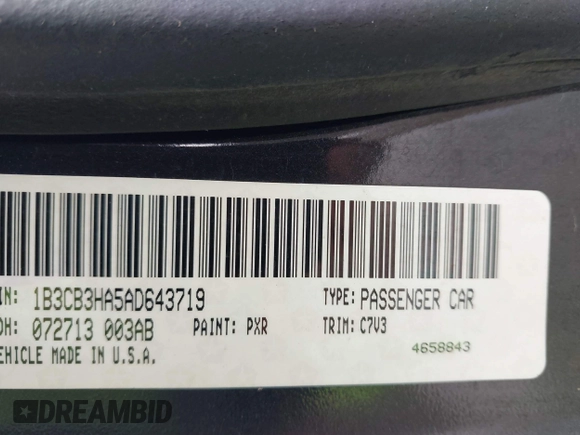 IN: 1B3CB3HA5AD643719 TYPE: PASSENGER CAR
DH: 072713 003AB PAINT: PXR TRIM: C7V3
EHICLE MADE IN U.S.A. 4658843
DREAMBID